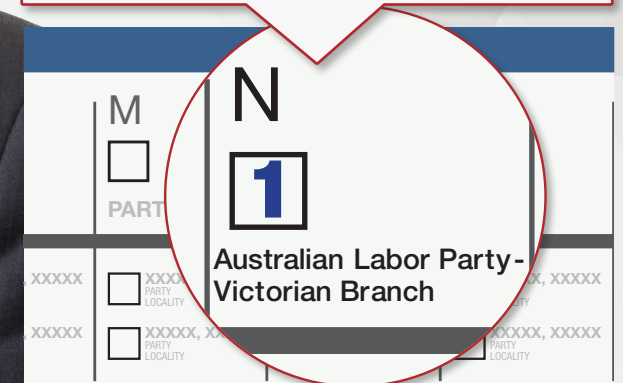 M
N
1
PART
Australian Labor Party-
Victorian Branch
, XXXXX
XXXX
X, XXXXX
PARTY
LOCALITY
, XXXXX
XXXXX, XX
XXXXX, XXXXX
PARTY
LOCALITY
PARTY
LOCALITY